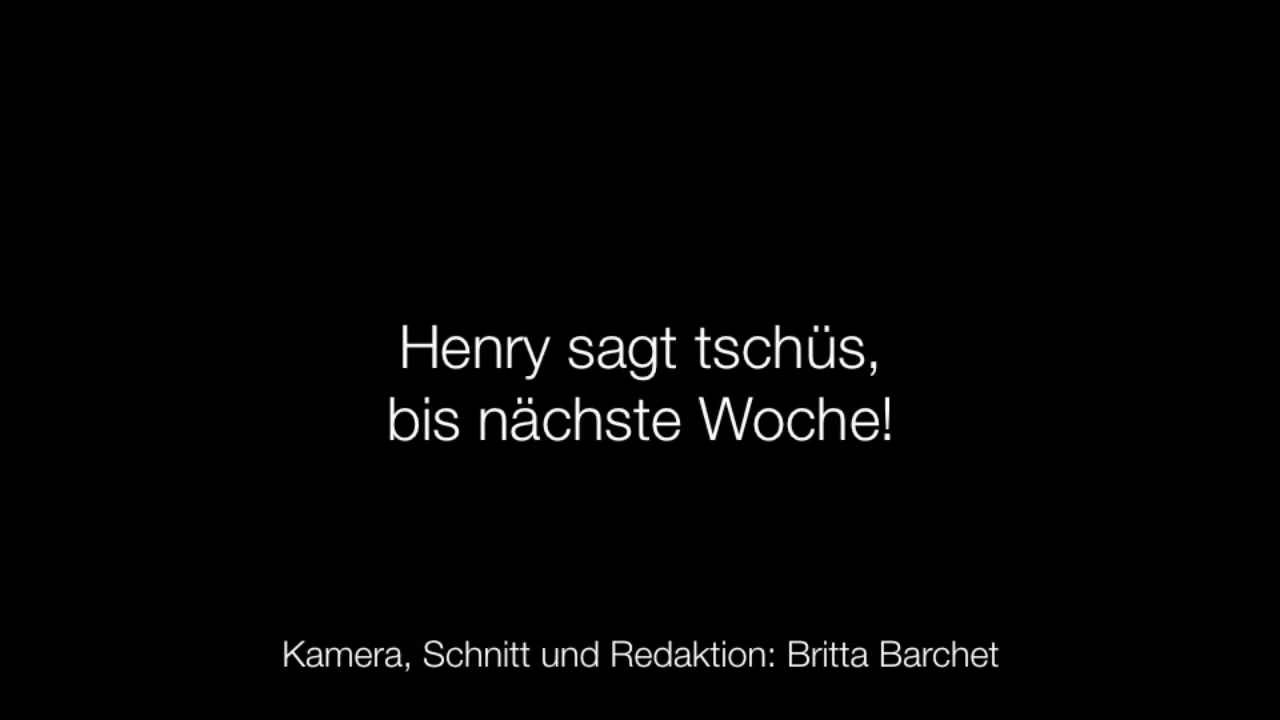 Henry sagt tschüs,
bis nächste Woche!
Kamera, Schnitt und Redaktion: Britta Barchet